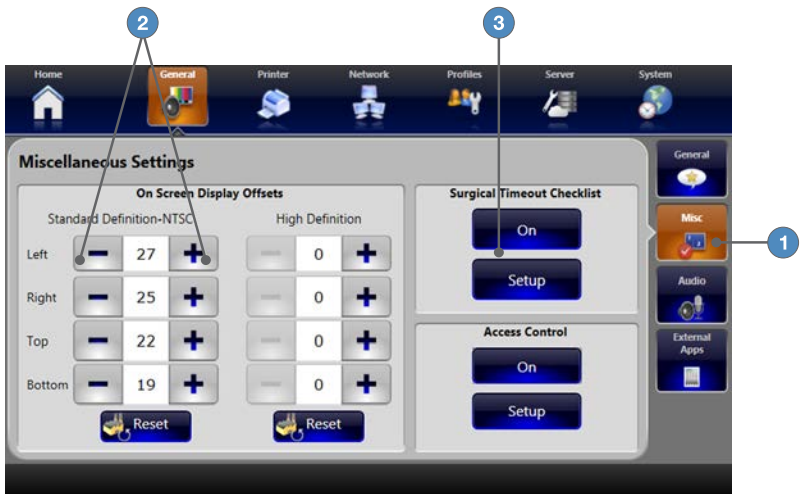 2 3
Home General Printer Network Profiles Server System
Miscellaneous Settings
General
On Screen Display Offsets
Surgical Timeout Checklist
Standard Definition-NTSC High Definition
On
Misc
1
Left 27 0
Setup
Audio
Right 25 0
Top 22 0
Access Control
External
Apps
On
Bottom 19 0
Setup
Reset Reset